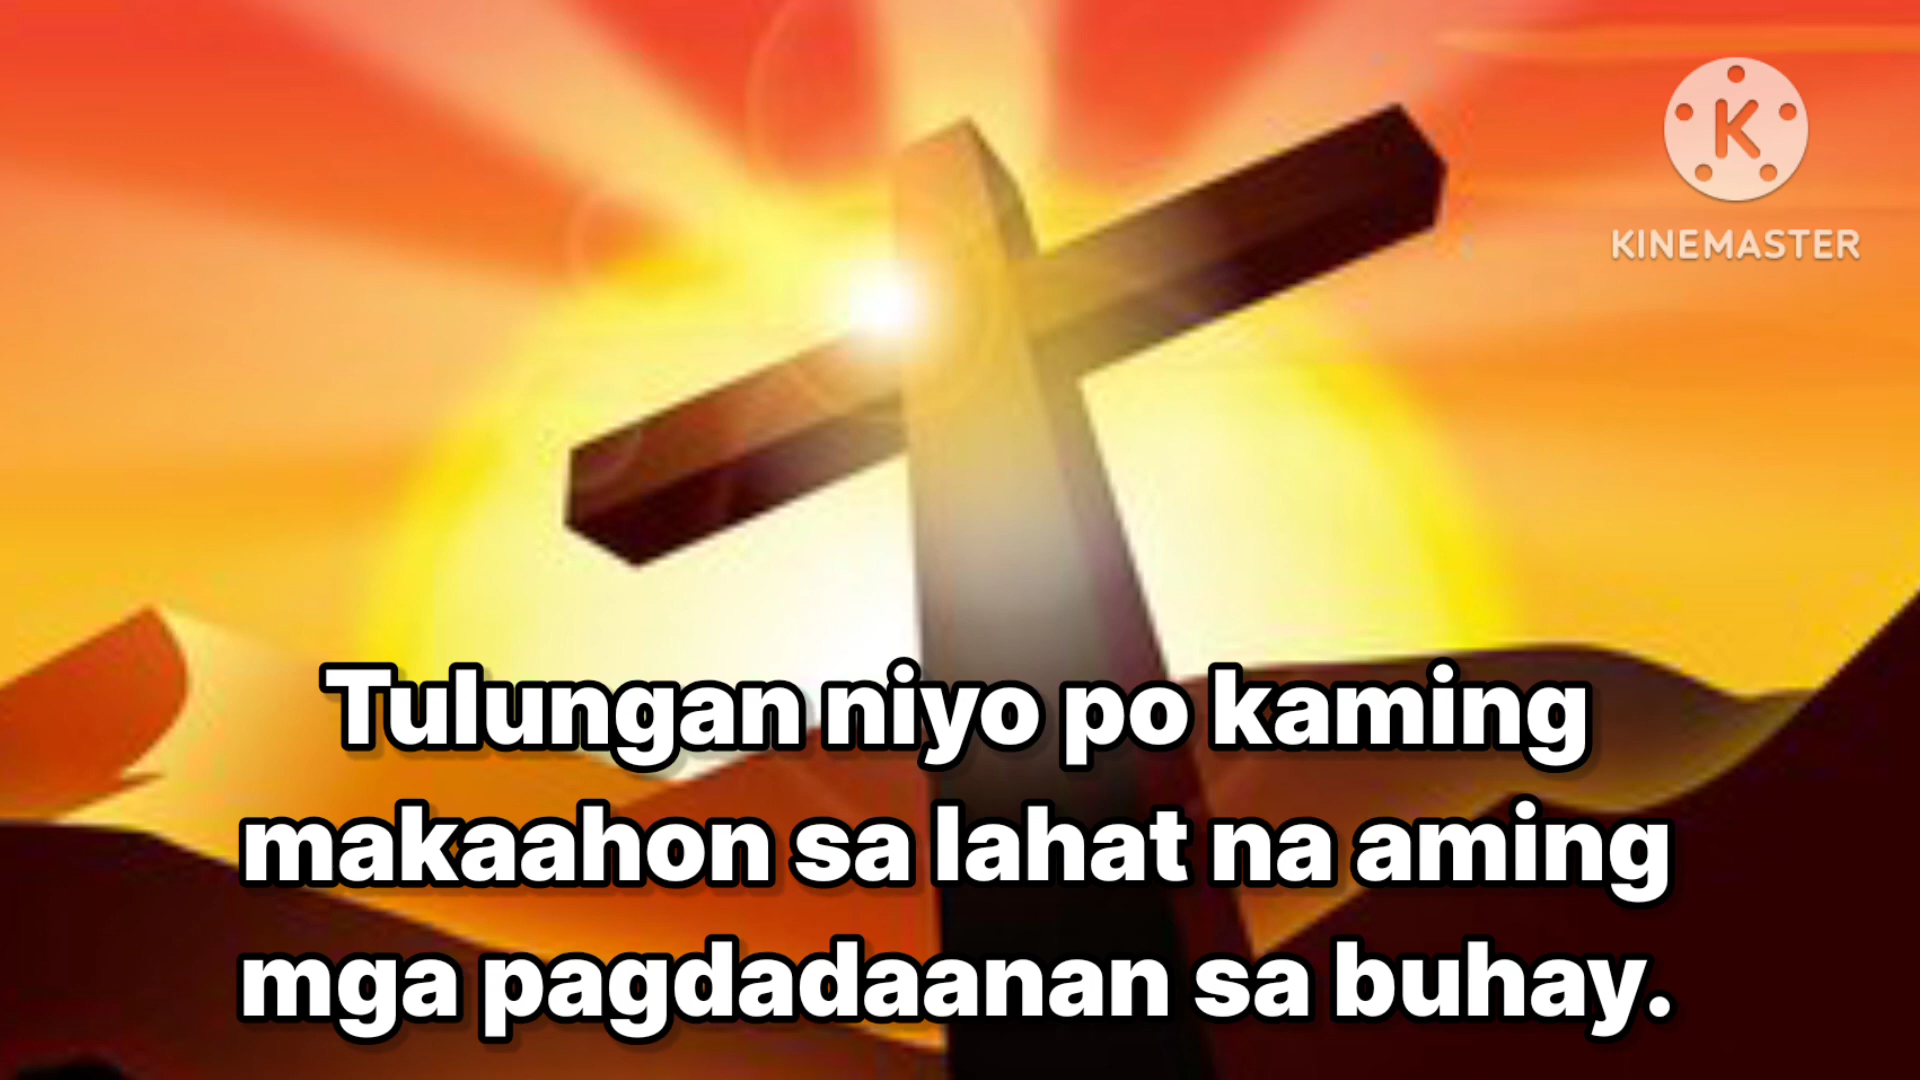 K
KINEMASTER
Tulungan niyo po kaming
makaahon sa lahat na aming
mga pagdadaanan sa buhay.